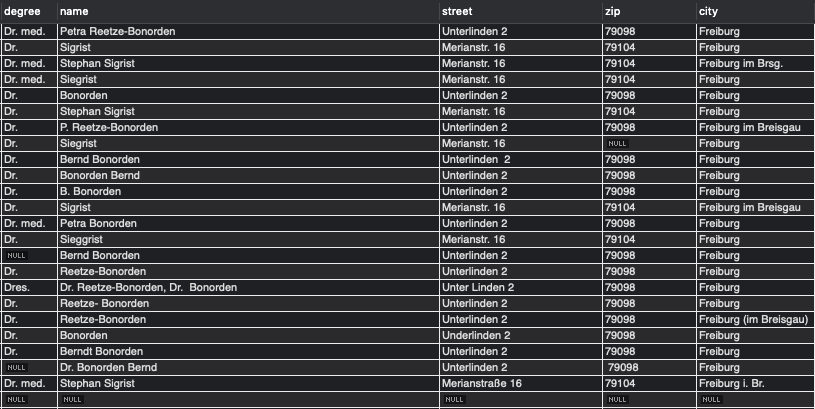 degree name street zip city
Dr. med. Petra Reetze-Bonorden Unterlinden 2 79098 Freiburg
Dr. Sigrist Merianstr. 16 79104 Freiburg
Dr. med. Stephan Sigrist Merianstr. 16 79104 Freiburg im Brsg.
Dr. med. Siegrist Merianstr. 16 79104 Freiburg
Dr. Bonorden Unterlinden 2 79098 Freiburg
Dr. Stephan Sigrist Merianstr. 16 79104 Freiburg
Dr. P. Reetze-Bonorden Unterlinden 2 79098 Freiburg im Breisgau
Dr. Siegrist Merianstr. 16 NULL Freiburg
Dr. Bernd Bonorden Unterlinden  2 79098 Freiburg
Dr. Bonorden Bernd Unterlinden 2 79098 Freiburg
Dr. B. Bonorden Unterlinden 2 79098 Freiburg
Dr. Sigrist Merianstr. 16 79104 Freiburg im Breisgau
Dr. med. Petra Bonorden Unterlinden 2 79098 Freiburg
Dr. Sieggrist Merianstr. 16 79104 Freiburg
NULL Bernd Bonorden Unterlinden 2 79098 Freiburg
Dr. Reetze-Bonorden Unterlinden 2 79098 Freiburg
Dres. Dr. Reetze-Bonorden, Dr.  Bonorden Unter Linden 2 79098 Freiburg
Dr. Reetze- Bonorden Unterlinden 2 79098 Freiburg
Dr. Reetze-Bonorden Unterlinden 2 79098 Freiburg (im Breisgau)
Dr. Bonorden Underlinden 2 79098 Freiburg
Dr. Berndt Bonorden Unterlinden 2 79098 Freiburg
NULL Dr. Bonorden Bernd Unterlinden 2 79098 Freiburg
Dr. med. Stephan Sigrist Merianstraße 16 79104 Freiburg i. Br.
NULL NULL NULL NULL NULL